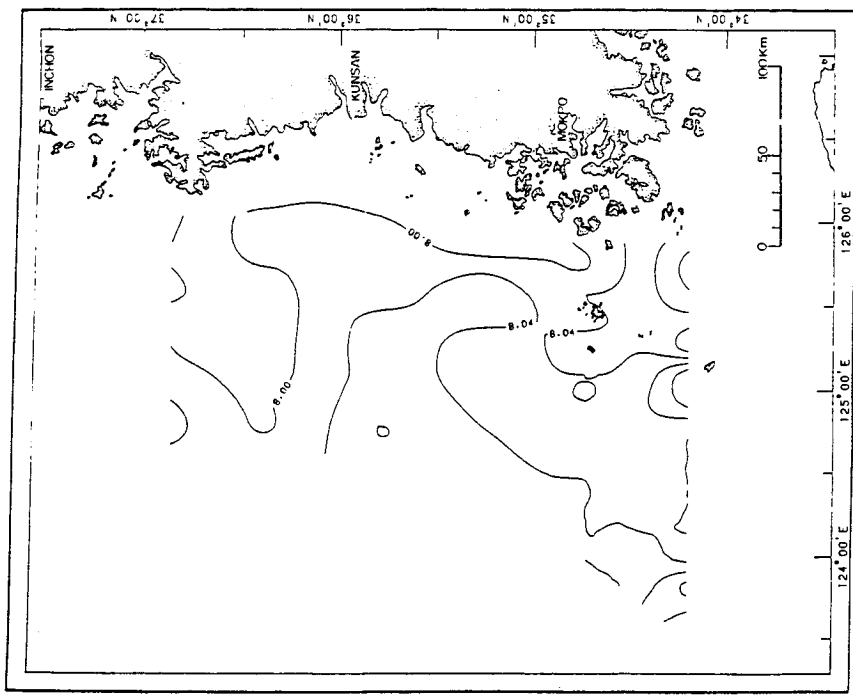 37°00' N
36°00' N
35°00' N
34°00' N
INCHON
KUNSAN
MOKPO
0
50
100Km
126°00' E
125°00' E
124°00' E
8.00
8.00
8.04
8.04